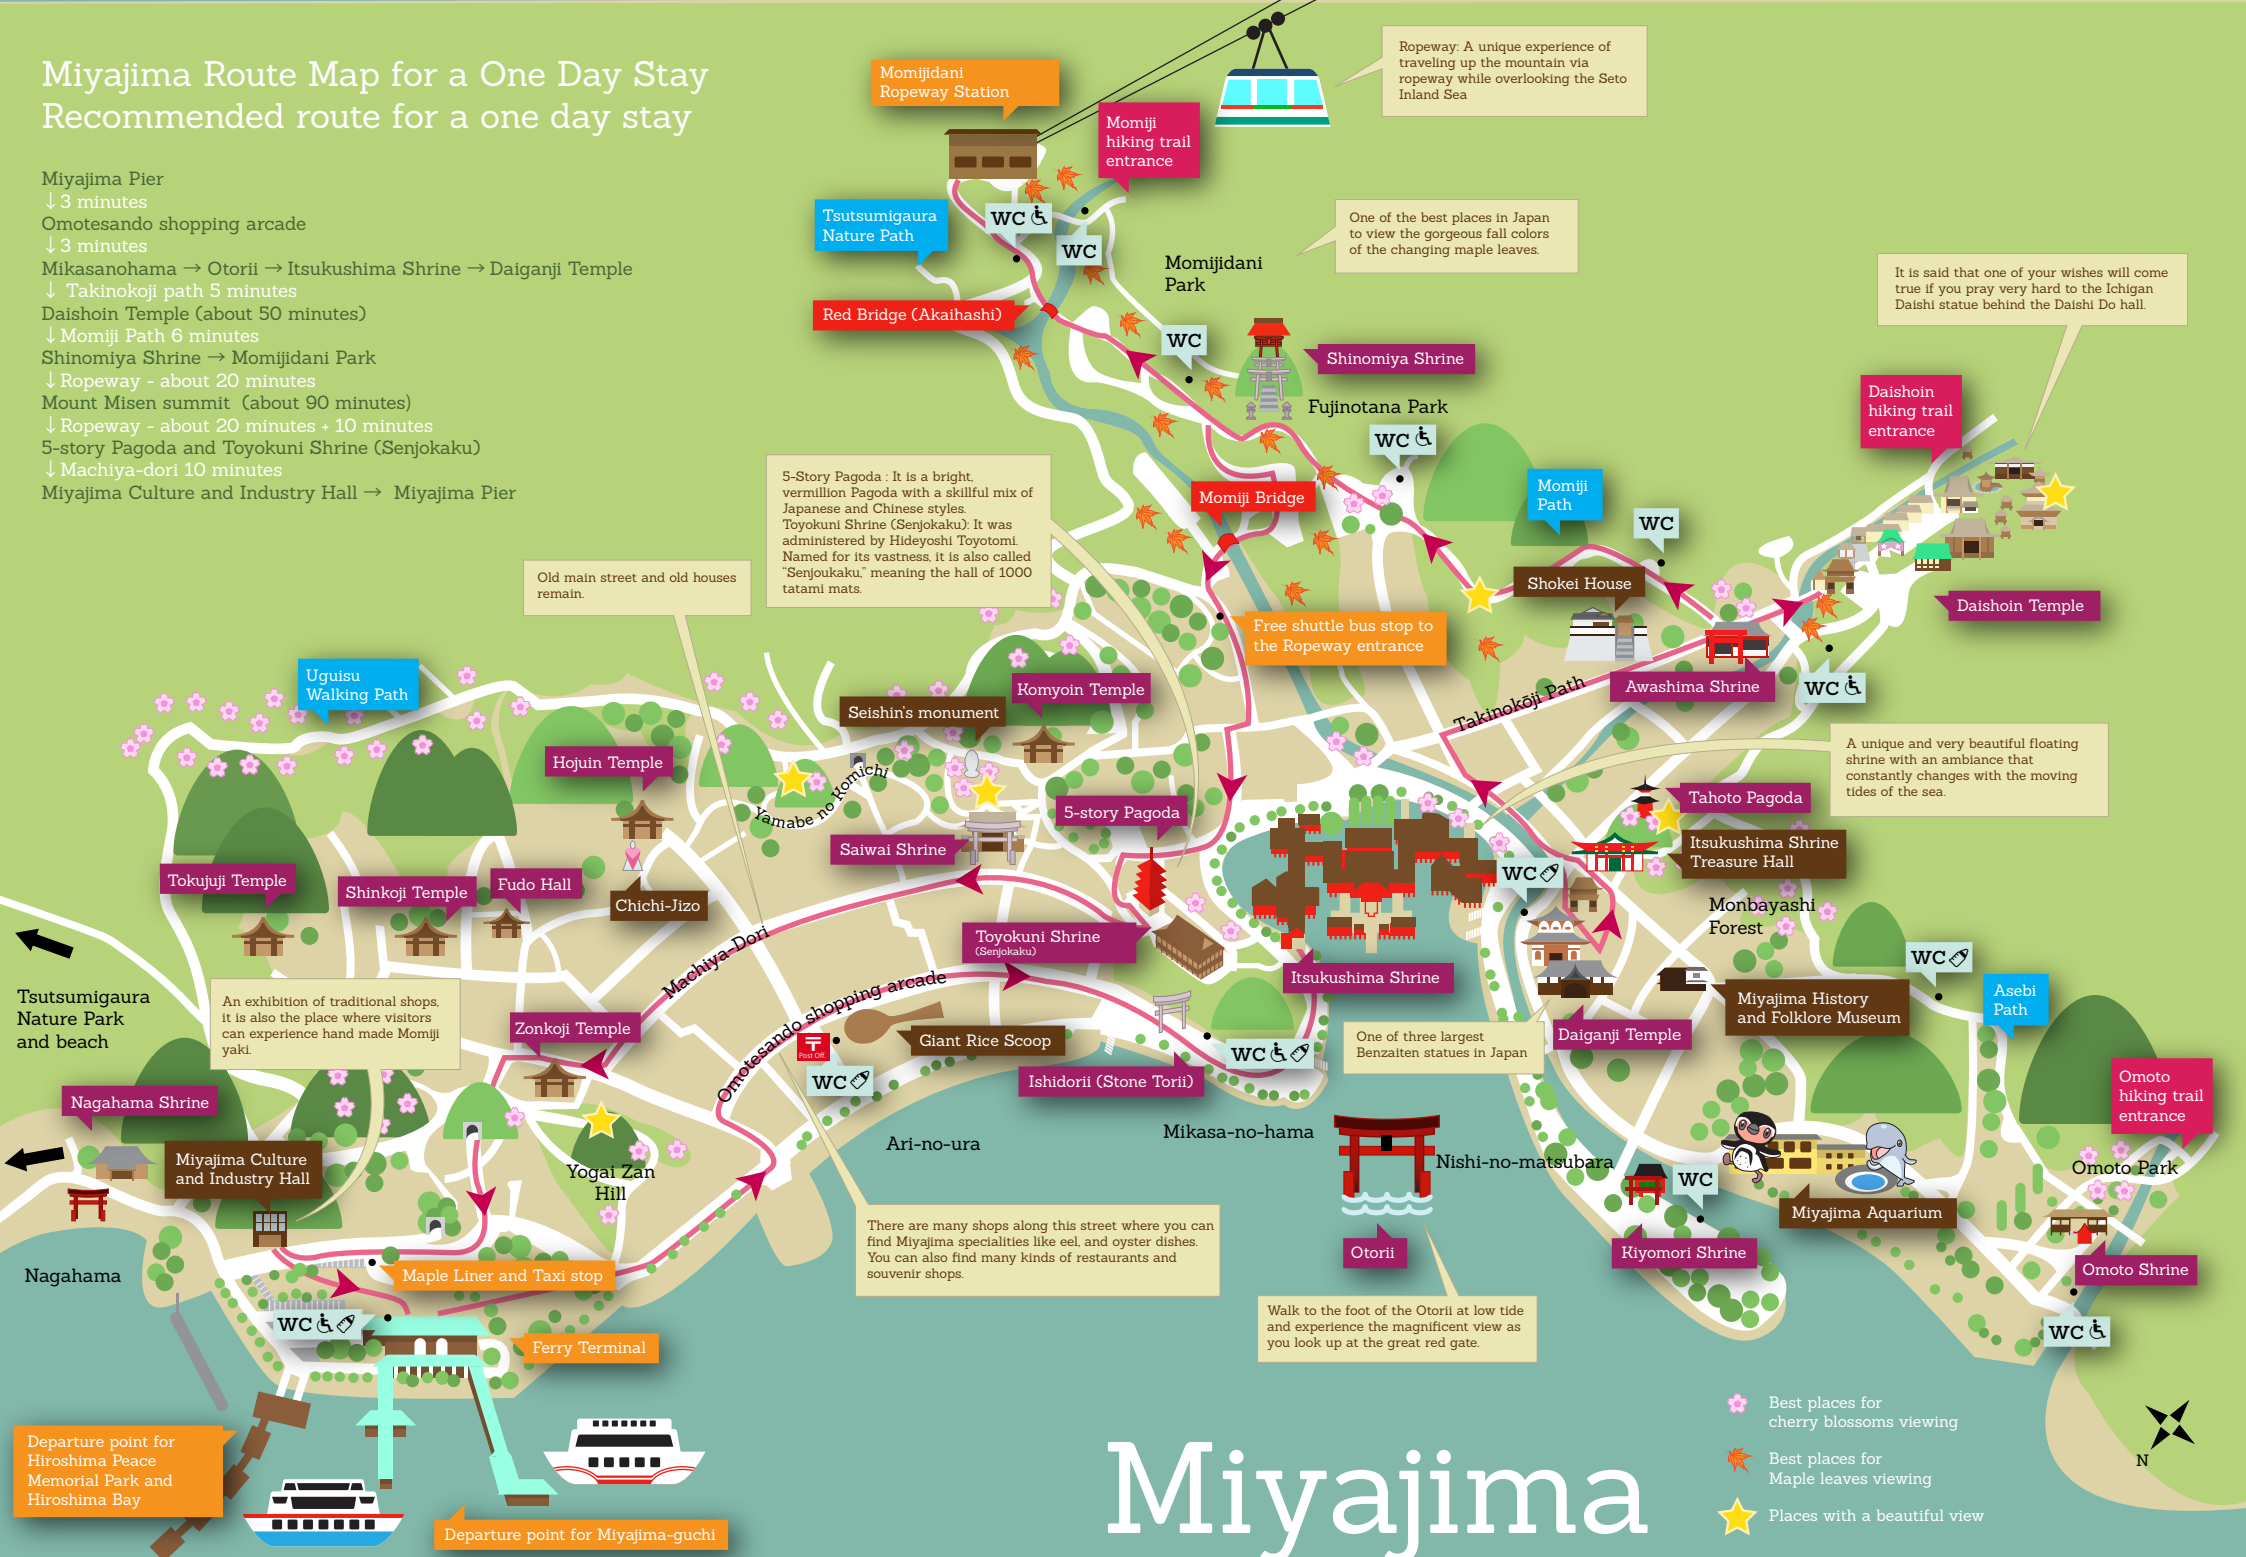 Miyajima Route Map for a One Day Stay
Recommended route for a one day stay
Miyajima Pier
↓3 minutes
Omotesando shopping arcade
↓3 minutes
Mikasanohama → Otorii → Itsukushima Shrine → Daiganji Temple
↓ Takinokoji path 5 minutes
Daishoin Temple (about 50 minutes)
↓Momiji Path 6 minutes
Shinomiya Shrine → Momijidani Park
↓Ropeway - about 20 minutes
Mount Misen summit (about 90 minutes)
↓Ropeway - about 20 minutes + 10 minutes
5-story Pagoda and Toyokuni Shrine (Senjokaku)
↓Machiya-dori 10 minutes
Miyajima Culture and Industry Hall → Miyajima Pier
Momijidani
Ropeway Station
Ropeway: A unique experience of
traveling up the mountain via
ropeway while overlooking the Seto
Inland Sea
Momiji
hiking trail
entrance
Tsutsumigaura
Nature Path
WC
WC
One of the best places in Japan
to view the gorgeous fall colors
of the changing maple leaves.
Momijidani
Park
Red Bridge (Akaihashi)
WC
Shinomiya Shrine
Fujinotana Park
WC
It is said that one of your wishes will come
true if you pray very hard to the Ichigan
Daishi statue behind the Daishi Do hall.
Daishoin
hiking trail
entrance
5-Story Pagoda : It is a bright,
vermillion Pagoda with a skillful mix of
Japanese and Chinese styles.
Toyokuni Shrine (Senjokaku): It was
administered by Hideyoshi Toyotomi.
Named for its vastness, it is also called
"Senjoukaku," meaning the hall of 1000
tatami mats.
Momiji Bridge
Momiji
Path
WC
Old main street and old houses
remain.
Shokei House
Daishoin Temple
Free shuttle bus stop to
the Ropeway entrance
Uguisu
Walking Path
Komyoin Temple
Seishin's monument
Takinokōji Path
Awashima Shrine
WC
Hojuin Temple
Yamabe no Komichi
A unique and very beautiful floating
shrine with an ambiance that
constantly changes with the moving
tides of the sea.
5-story Pagoda
Tahoto Pagoda
Saiwai Shrine
Itsukushima Shrine
Treasure Hall
Tokujuji Temple
Shinkoji Temple
Fudo Hall
Chichi-Jizo
WC
Monbayashi
Forest
Machiya Dori
Toyokuni Shrine
(Senjokaku)
WC
Itsukushima Shrine
Omotesando shopping arcade
Tsutsumigaura
Nature Park
and beach
An exhibition of traditional shops,
it is also the place where visitors
can experience hand made Momiji
yaki.
Zonkoji Temple
Miyajima History
and Folklore Museum
Asebi
Path
Post Off.
Giant Rice Scoop
One of three largest
Benzaiten statues in Japan
Daiganji Temple
WC
WC
Ishidorii (Stone Torii)
Nagahama Shrine
Omoto
hiking trail
entrance
Ari-no-ura
Mikasa-no-hama
Nishi-no-matsubara
Miyajima Culture
and Industry Hall
Yogai Zan
Hill
Omoto Park
WC
Miyajima Aquarium
There are many shops along this street where you can
find Miyajima specialities like eel, and oyster dishes.
You can also find many kinds of restaurants and
souvenir shops.
Otorii
Kiyomori Shrine
Omoto Shrine
Nagahama
Maple Liner and Taxi stop
WC
Walk to the foot of the Otorii at low tide
and experience the magnificent view as
you look up at the great red gate.
WC
Ferry Terminal
Departure point for
Hiroshima Peace
Memorial Park and
Hiroshima Bay
Departure point for Miyajima-guchi
Miyajima
Best places for
cherry blossoms viewing
Best places for
Maple leaves viewing
Places with a beautiful view
N